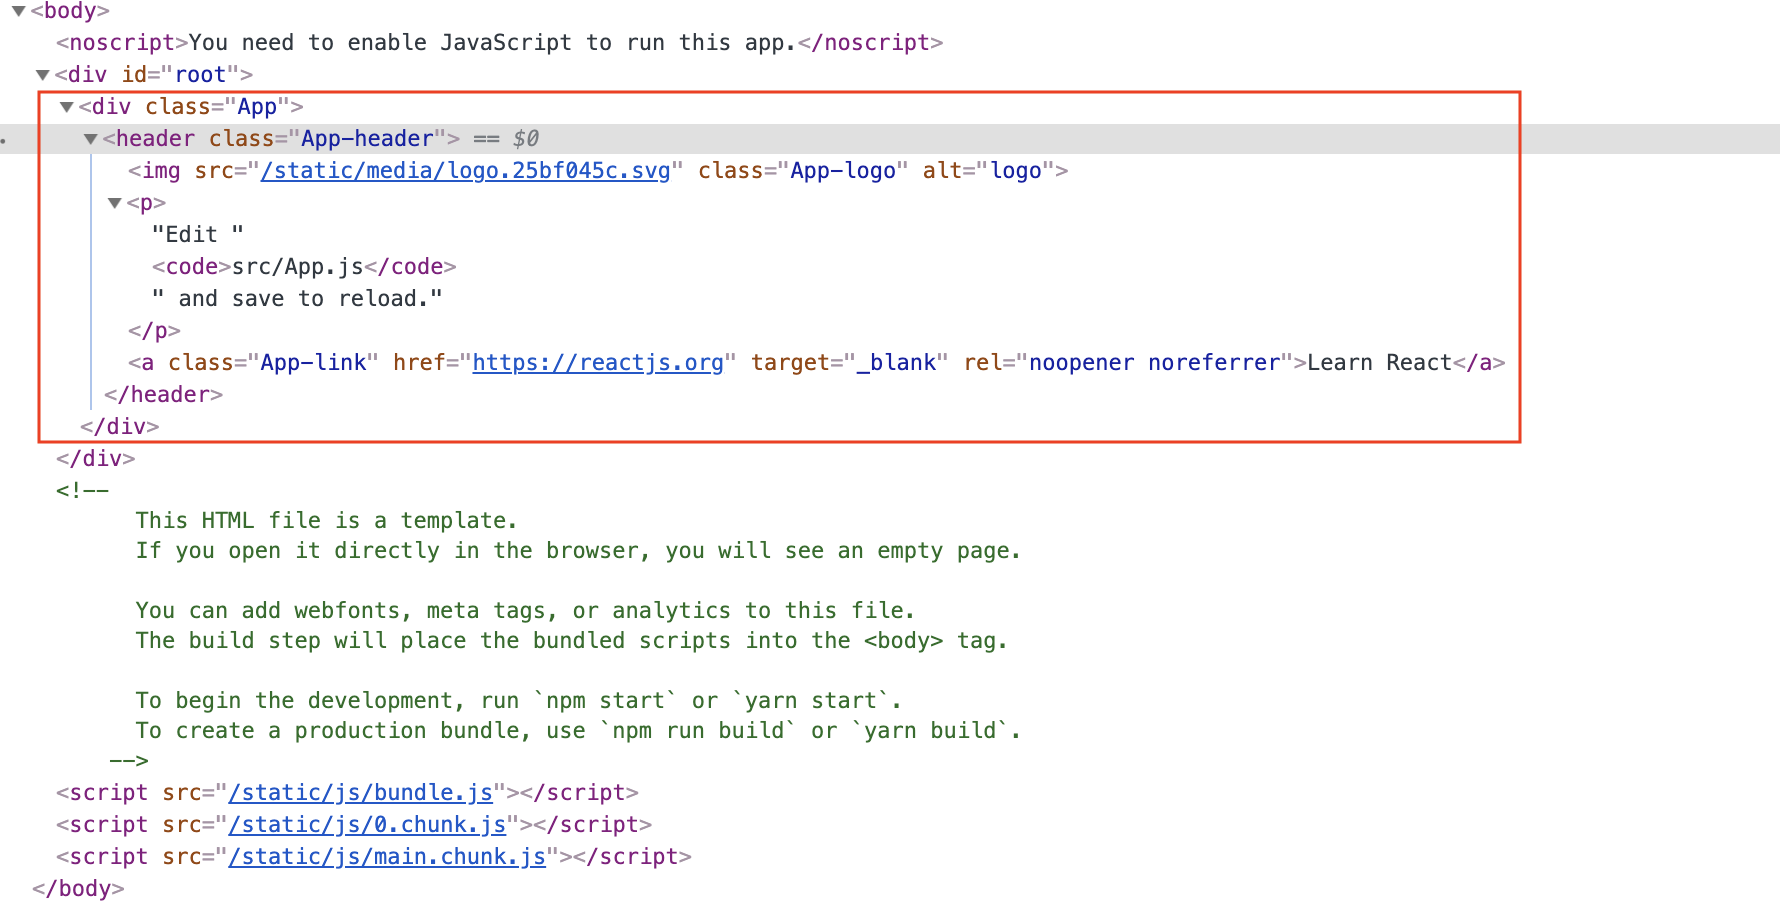 <body>
<noscript>You need to enable JavaScript to run this app.</noscript>
<div id="root">
<div class="App">
<header class="App-header"> == $0
<img src="/static/media/logo.25bf045c.svg" class="App-logo" alt="logo">
<p>
"Edit "
<code>src/App.js</code>
" and save to reload."
</p>
<a class="App-link" href="https://reactjs.org" target="_blank" rel="noopener noreferrer">Learn React</a>
</header>
</div>
</div>
<!--
This HTML file is a template.
If you open it directly in the browser, you will see an empty page.
You can add webfonts, meta tags, or analytics to this file.
The build step will place the bundled scripts into the <body> tag.
To begin the development, run `npm start` or `yarn start`.
To create a production bundle, use `npm run build` or `yarn build`.
-->
<script src="/static/js/bundle.js"></script>
<script src="/static/js/0.chunk.js"></script>
<script src="/static/js/main.chunk.js"></script>
</body>